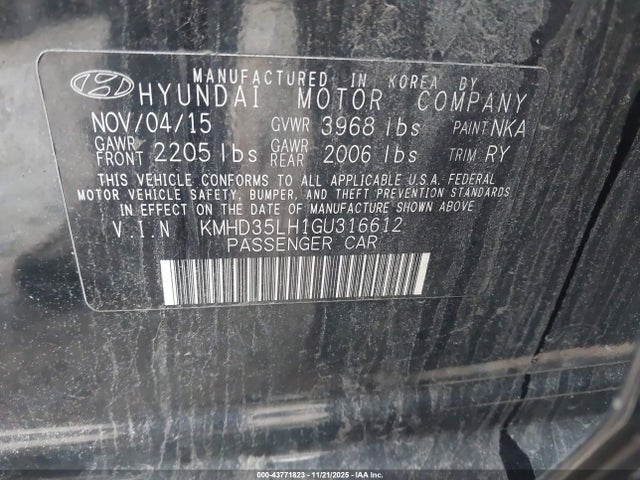 MANUFACTURED IN KOREA BY
HYUNDAI MOTOR COMPANY
NOV/04/15 GVWR 3968 lbs PAINT NKA
GAWR FRONT 2205 lbs GAWR REAR 2006 lbs TRIM RY
THIS VEHICLE CONFORMS TO ALL APPLICABLE U.S.A. FEDERAL
MOTOR VEHICLE SAFETY, BUMPER, AND THEFT PREVENTION STANDARDS
IN EFFECT ON THE DATE OF MANUFACTURE SHOWN ABOVE
V.I.N KMHD35LH1GU316612
PASSENGER CAR
000-43771823 - 11/21/2025 - IAA Inc.